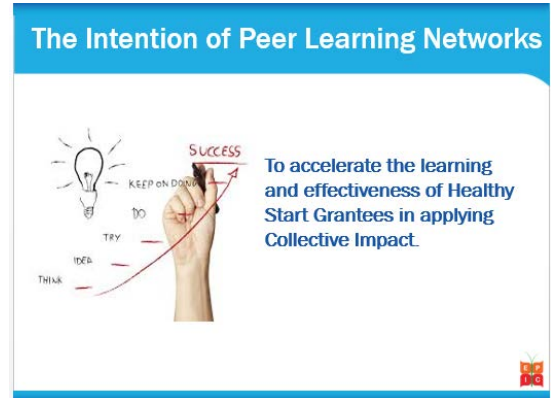 The Intention of Peer Learning Networks
SUCCESS
KEEP ON DOING
DO
TRY
IDEA
THINK
To accelerate the learning
and effectiveness of Healthy
Start Grantees in applying
Collective Impact.
E P
I C